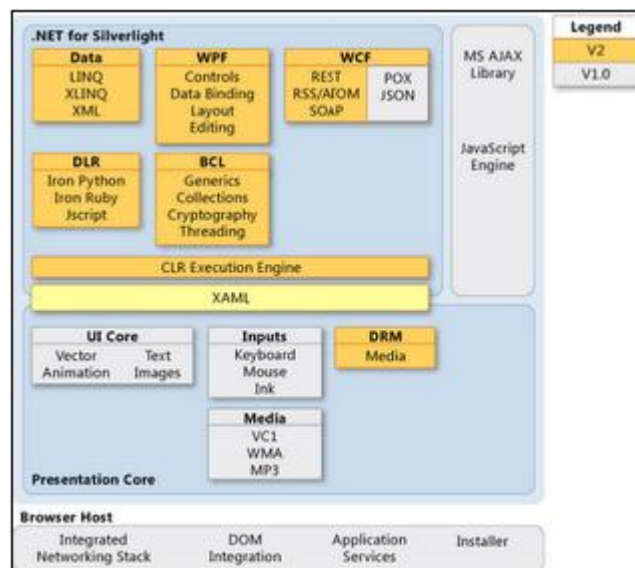 .NET for Silverlight
Data
LINQ
XLINQ
XML
WPF
Controls
Data Binding
Layout
Editing
WCF
REST
RSS/ATOM
SOAP
POX
JSON
MS AJAX
Library
JavaScript
Engine
Legend
V2
V1.0
DLR
Iron Python
Iron Ruby
Jscript
BCL
Generics
Collections
Cryptography
Threading
CLR Execution Engine
XAML
UI Core
Vector Text
Animation Images
Inputs
Keyboard
Mouse
Ink
DRM
Media
Media
VC1
WMA
MP3
Presentation Core
Browser Host
Integrated
Networking Stack
DOM
Integration
Application
Services
Installer